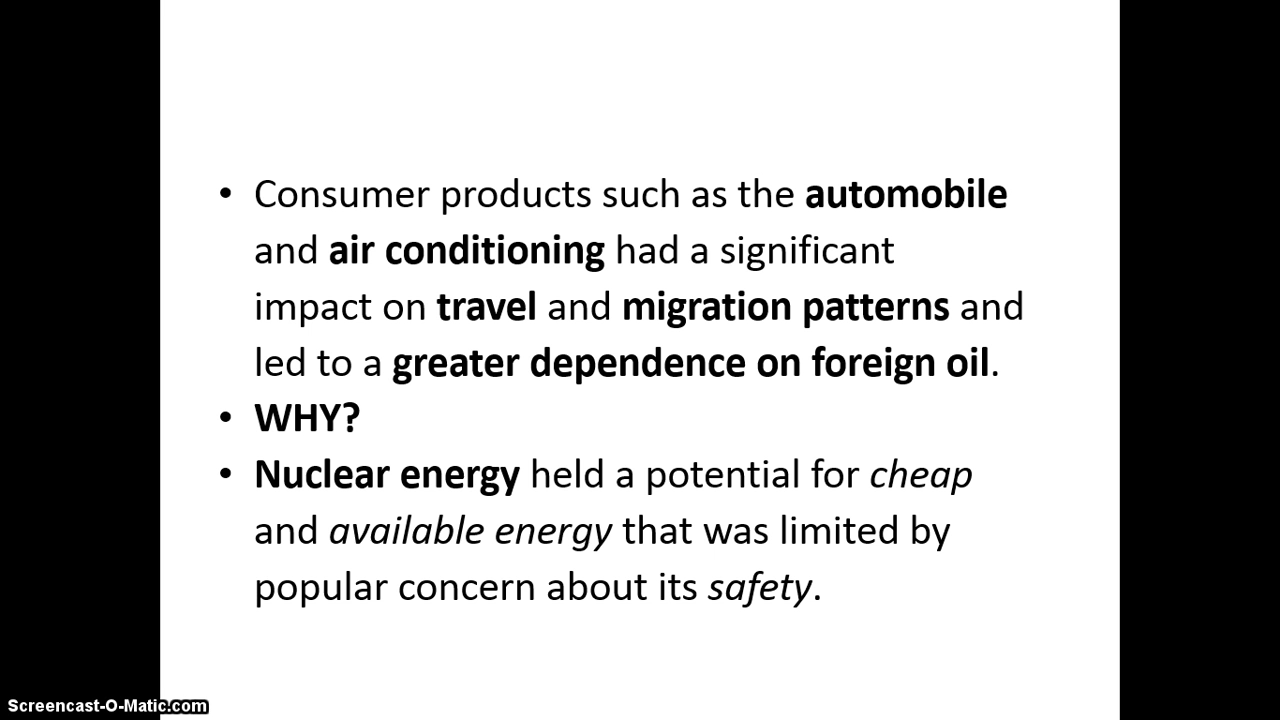 • Consumer products such as the automobile
and air conditioning had a significant
impact on travel and migration patterns and
led to a greater dependence on foreign oil.
• WHY?
• Nuclear energy held a potential for cheap
and available energy that was limited by
popular concern about its safety.
Screencast-O-Matic.com